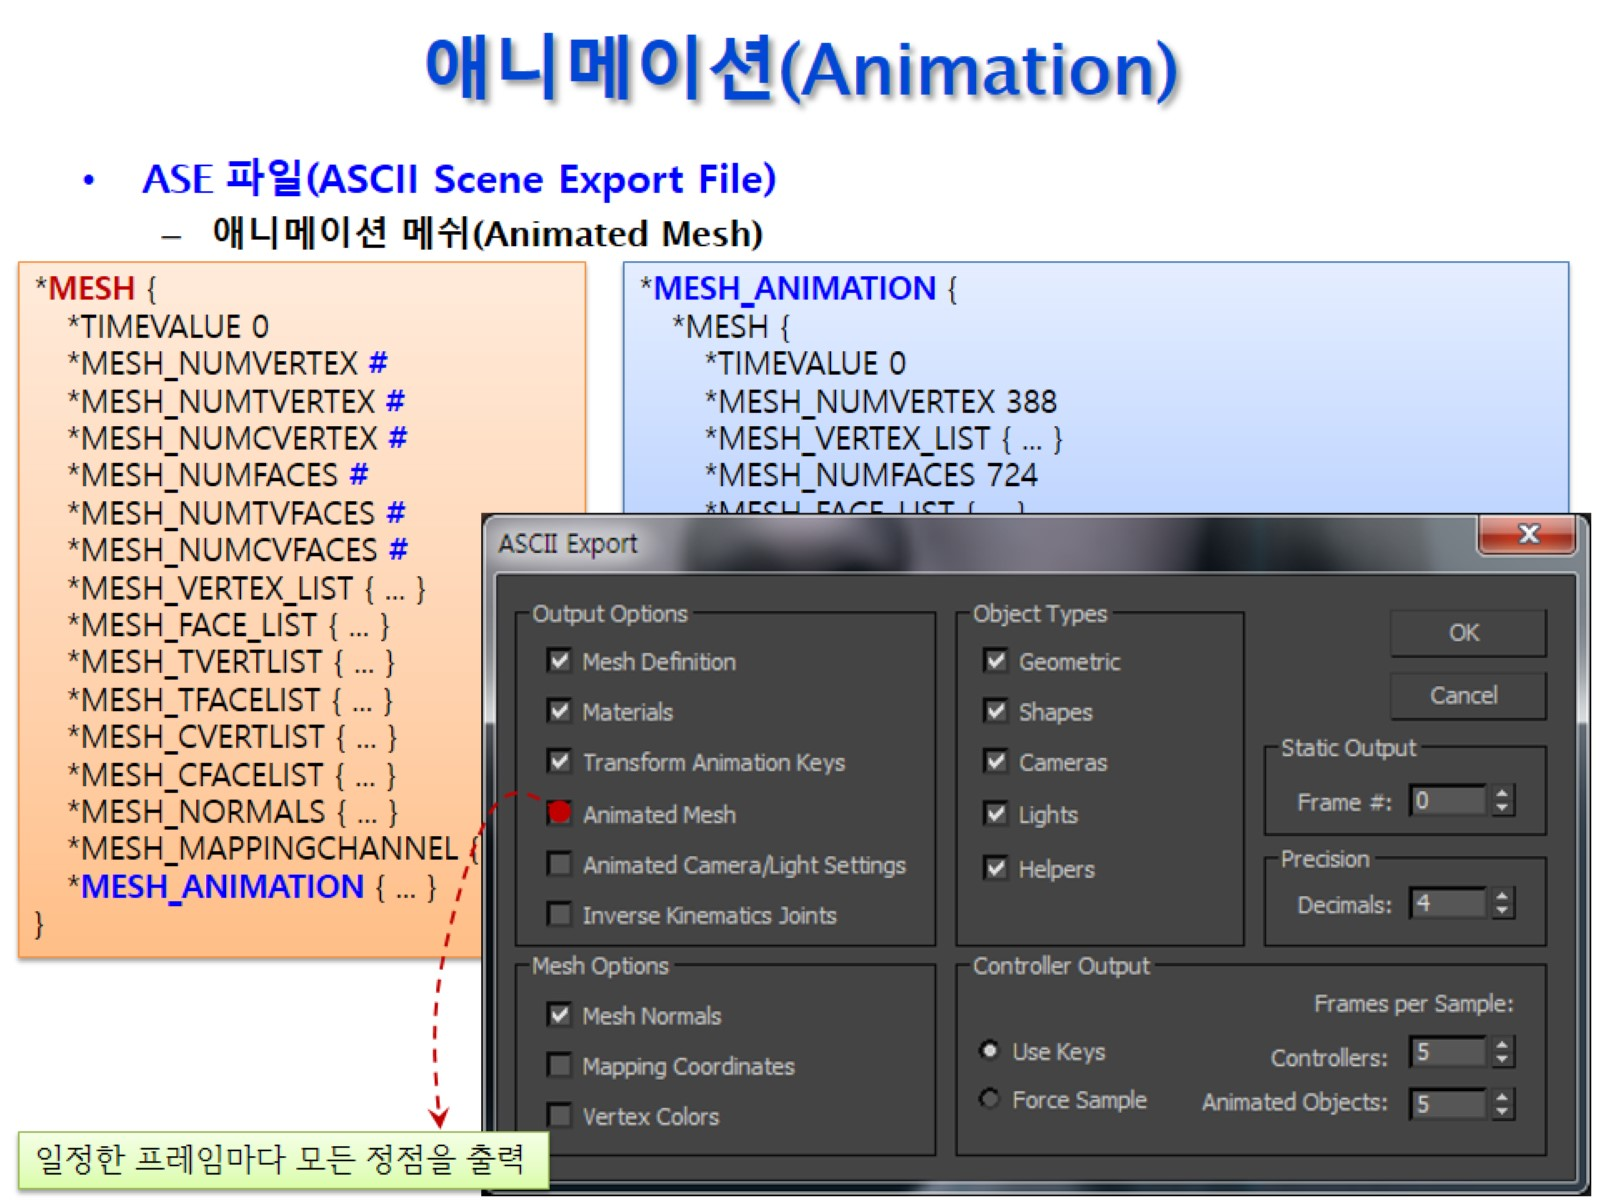 애니메이션(Animation)
• ASE 파일(ASCII Scene Export File)
– 애니메이션 메쉬(Animated Mesh)
*MESH {
*TIMEVALUE 0
*MESH_NUMVERTEX #
*MESH_NUMTVERTEX #
*MESH_NUMCVERTEX #
*MESH_NUMFACES #
*MESH_NUMTVFACES #
*MESH_NUMCVFACES #
*MESH_VERTEX_LIST { ... }
*MESH_FACE_LIST { ... }
*MESH_TVERTLIST { ... }
*MESH_TFACELIST { ... }
*MESH_CVERTLIST { ... }
*MESH_CFACELIST { ... }
*MESH_NORMALS { ... }
*MESH_MAPPINGCHANNEL {
*MESH_ANIMATION { ... }
}
*MESH_ANIMATION {
*MESH {
*TIMEVALUE 0
*MESH_NUMVERTEX 388
*MESH_VERTEX_LIST { ... }
*MESH_NUMFACES 724
*MESH_FACE_LIST { ... }
ASCII Export
Output Options
Mesh Definition
Materials
Transform Animation Keys
Animated Mesh
Animated Camera/Light Settings
Inverse Kinematics Joints
Mesh Options
Mesh Normals
Mapping Coordinates
Vertex Colors
Object Types
Geometric
Shapes
Cameras
Lights
Helpers
OK
Cancel
Static Output
Frame #: 0
Precision
Decimals: 4
Controller Output
Frames per Sample:
Use Keys
Controllers: 5
Force Sample
Animated Objects: 5
일정한 프레임마다 모든 정점을 출력